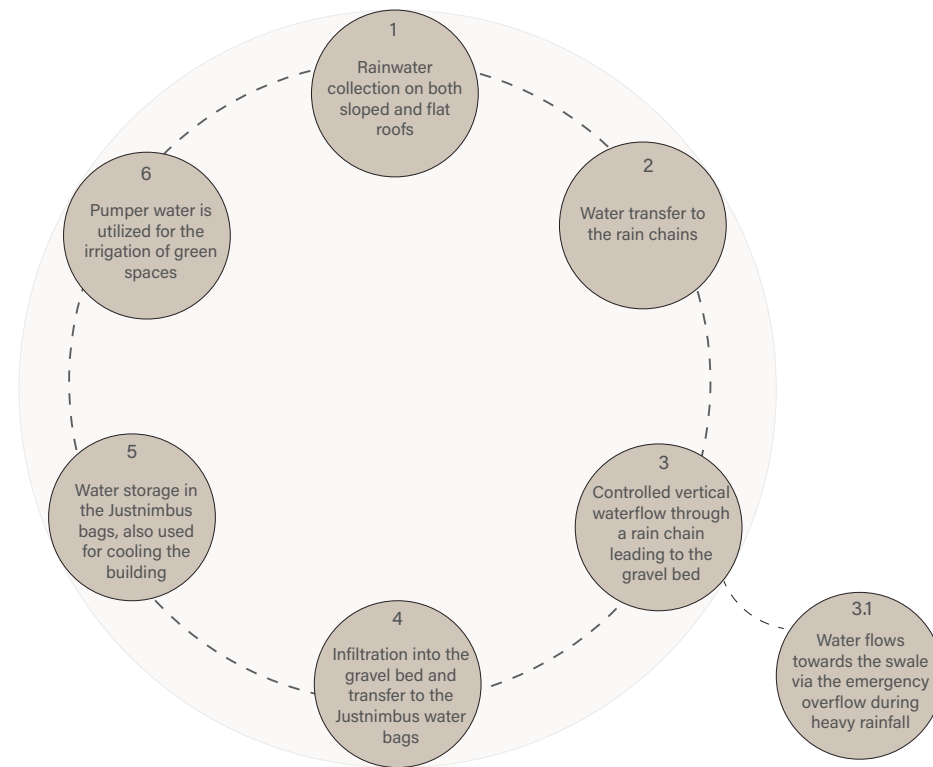 1
Rainwater
collection on both
sloped and flat
roofs
2
Water transfer to
the rain chains
3
Controlled vertical
waterflow through
a rain chain
leading to the
gravel bed
3.1
Water flows
towards the swale
via the emergency
overflow during
heavy rainfall
4
Infiltration into the
gravel bed and
transfer to the
Justnimbus water
bags
5
Water storage in
the Justnimbus
bags, also used
for cooling the
building
6
Pumper water is
utilized for the
irrigation of green
spaces